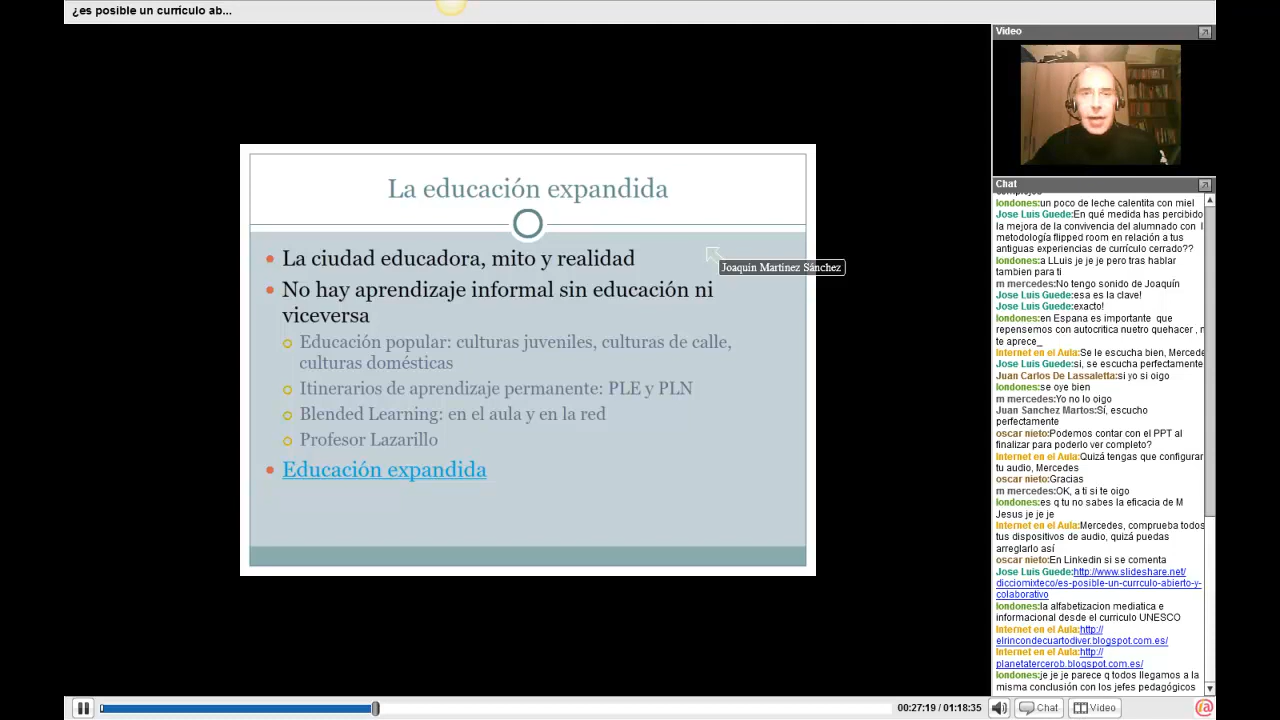 ¿es posible un curriculo ab...
La educación expandida
La ciudad educadora, mito y realidad
No hay aprendizaje informal sin educación ni
viceversa
Educación popular: culturas juveniles, culturas de calle,
culturas domésticas
Itinerarios de aprendizaje permanente: PLE y PLN
Blended Learning: en el aula y en la red
Profesor Lazarillo
Educación expandida
Joaquín Martínez Sánchez
Video
Chat
londones:un poco de leche calentita con miel
Jose Luis Guede:En qué medida has percibido
la mejora de la convivencia del alumnado con l
metodología flipped room en relación a tus
antiguas experiencias de currículo cerrado??
londones:a LLuis je je je pero tras hablar
tambien para ti
m mercedes:No tengo sonido de Joaquín
Jose Luis Guede:esa es la clave!
Jose Luis Guede:exacto!
londones:en Espana es importante que
repensemos con autocritica nuetro quehacer , n
te aprece_
Internet en el Aula:Se le escucha bien, Mercede
Jose Luis Guede:si, se escucha perfectamente
Juan Carlos De Lassaletta:si yo si oigo
londones:se oye bien
m mercedes:Yo no lo oigo
Juan Sanchez Martos:Sí, escucho
perfectamente
oscar nieto:Podemos contar con el PPT al
finalizar para poderlo ver completo?
Internet en el Aula:Quizá tengas que configurar
tu audio, Mercedes
oscar nieto:Gracias
m mercedes:OK, a ti si te oigo
londones:es q tu no sabes la eficacia de M
Jesus je je je
Internet en el Aula:Mercedes, comprueba todos
tus dispositivos de audio, quizá puedas
arreglarlo así
oscar nieto:En Linkedin si se comenta
Jose Luis Guede:http://www.slideshare.net/
dicciomixteco/es-posible-un-currculo-abierto-y-
colaborativo
londones:la alfabetizacion mediatica e
informacional desde el curriculo UNESCO
Internet en el Aula:http://
elrincondecuartodiver.blogspot.com.es/
Internet en el Aula:http://
planetatercerob.blogspot.com.es/
londones:je je je parece q todos llegamos a la
misma conclusión con los jefes pedagógicos
00:27:19 / 01:18:35
Chat
Video